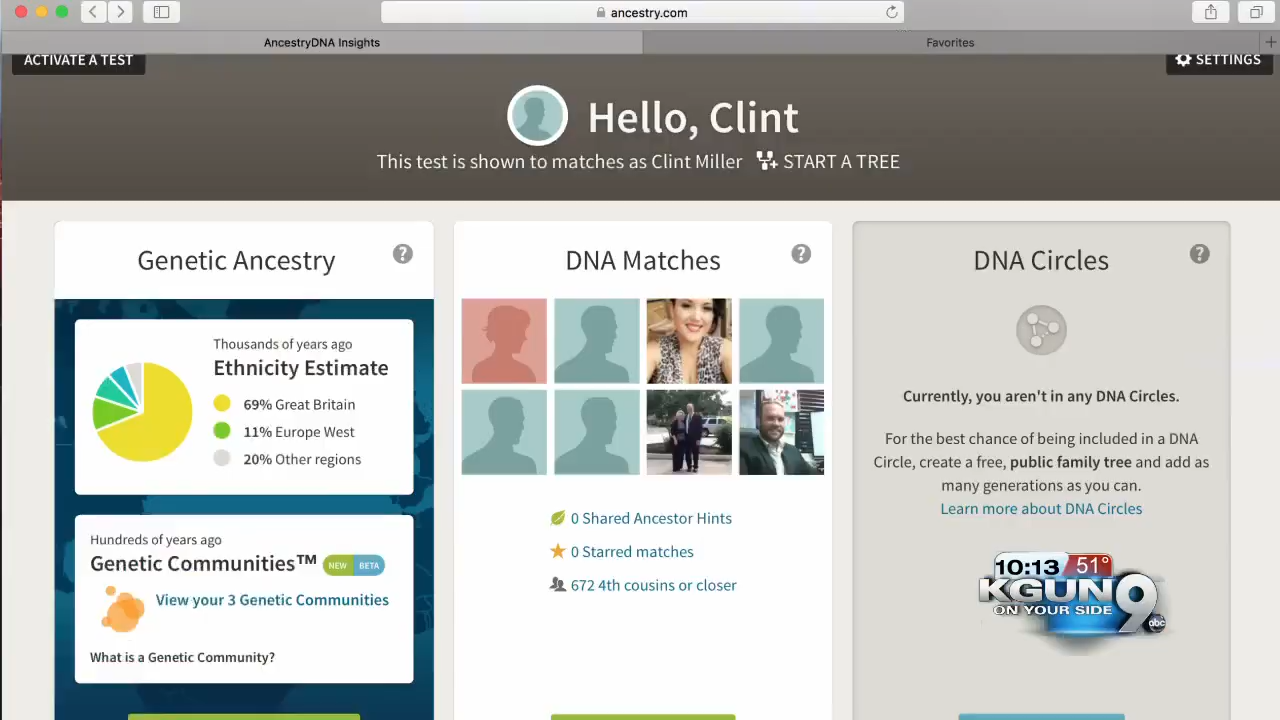 ancestry.com
AncestryDNA Insights
Favorites
ACTIVATE A TEST
SETTINGS
Hello, Clint
This test is shown to matches as Clint Miller
START A TREE
Genetic Ancestry
?
Thousands of years ago
Ethnicity Estimate
69% Great Britain
11% Europe West
20% Other regions
Hundreds of years ago
Genetic Communities™ NEW BETA
View your 3 Genetic Communities
What is a Genetic Community?
DNA Matches
?
0 Shared Ancestor Hints
0 Starred matches
672 4th cousins or closer
DNA Circles
?
Currently, you aren't in any DNA Circles.
For the best chance of being included in a DNA
Circle, create a free, public family tree and add as
many generations as you can.
Learn more about DNA Circles
10:13 51°
KGUN 9
ON YOUR SIDE
abc